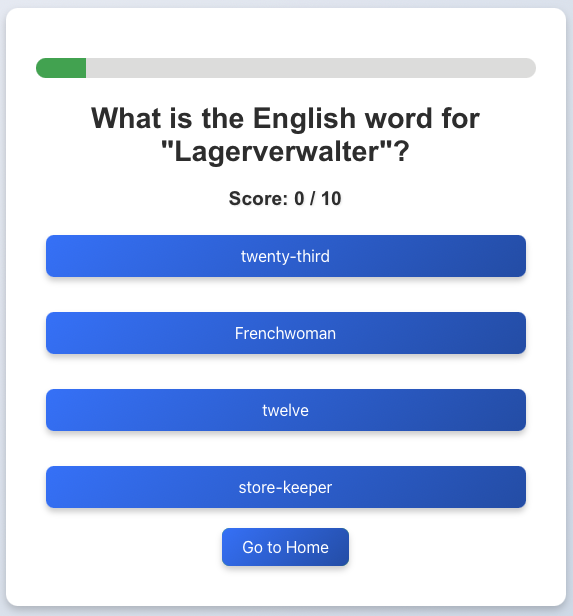 What is the English word for
"Lagerverwalter"?
Score: 0 / 10
twenty-third
Frenchwoman
twelve
store-keeper
Go to Home